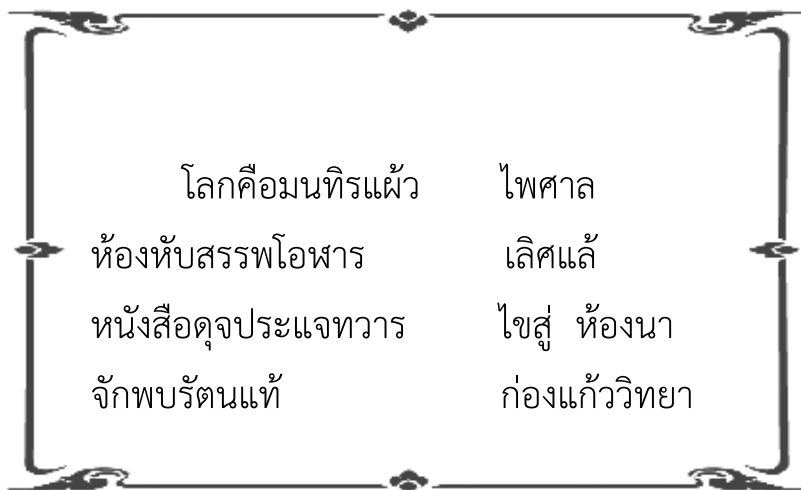 โลกคือมนทิรแผ้ว ไพศาล
ห้องหับสรรพโอฬาร เลิศแล้
หนังสือดุจประแจทวาร ไขสู่ ห้องนา
จักพบรัตนแท้ ก่องแก้ววิทยา